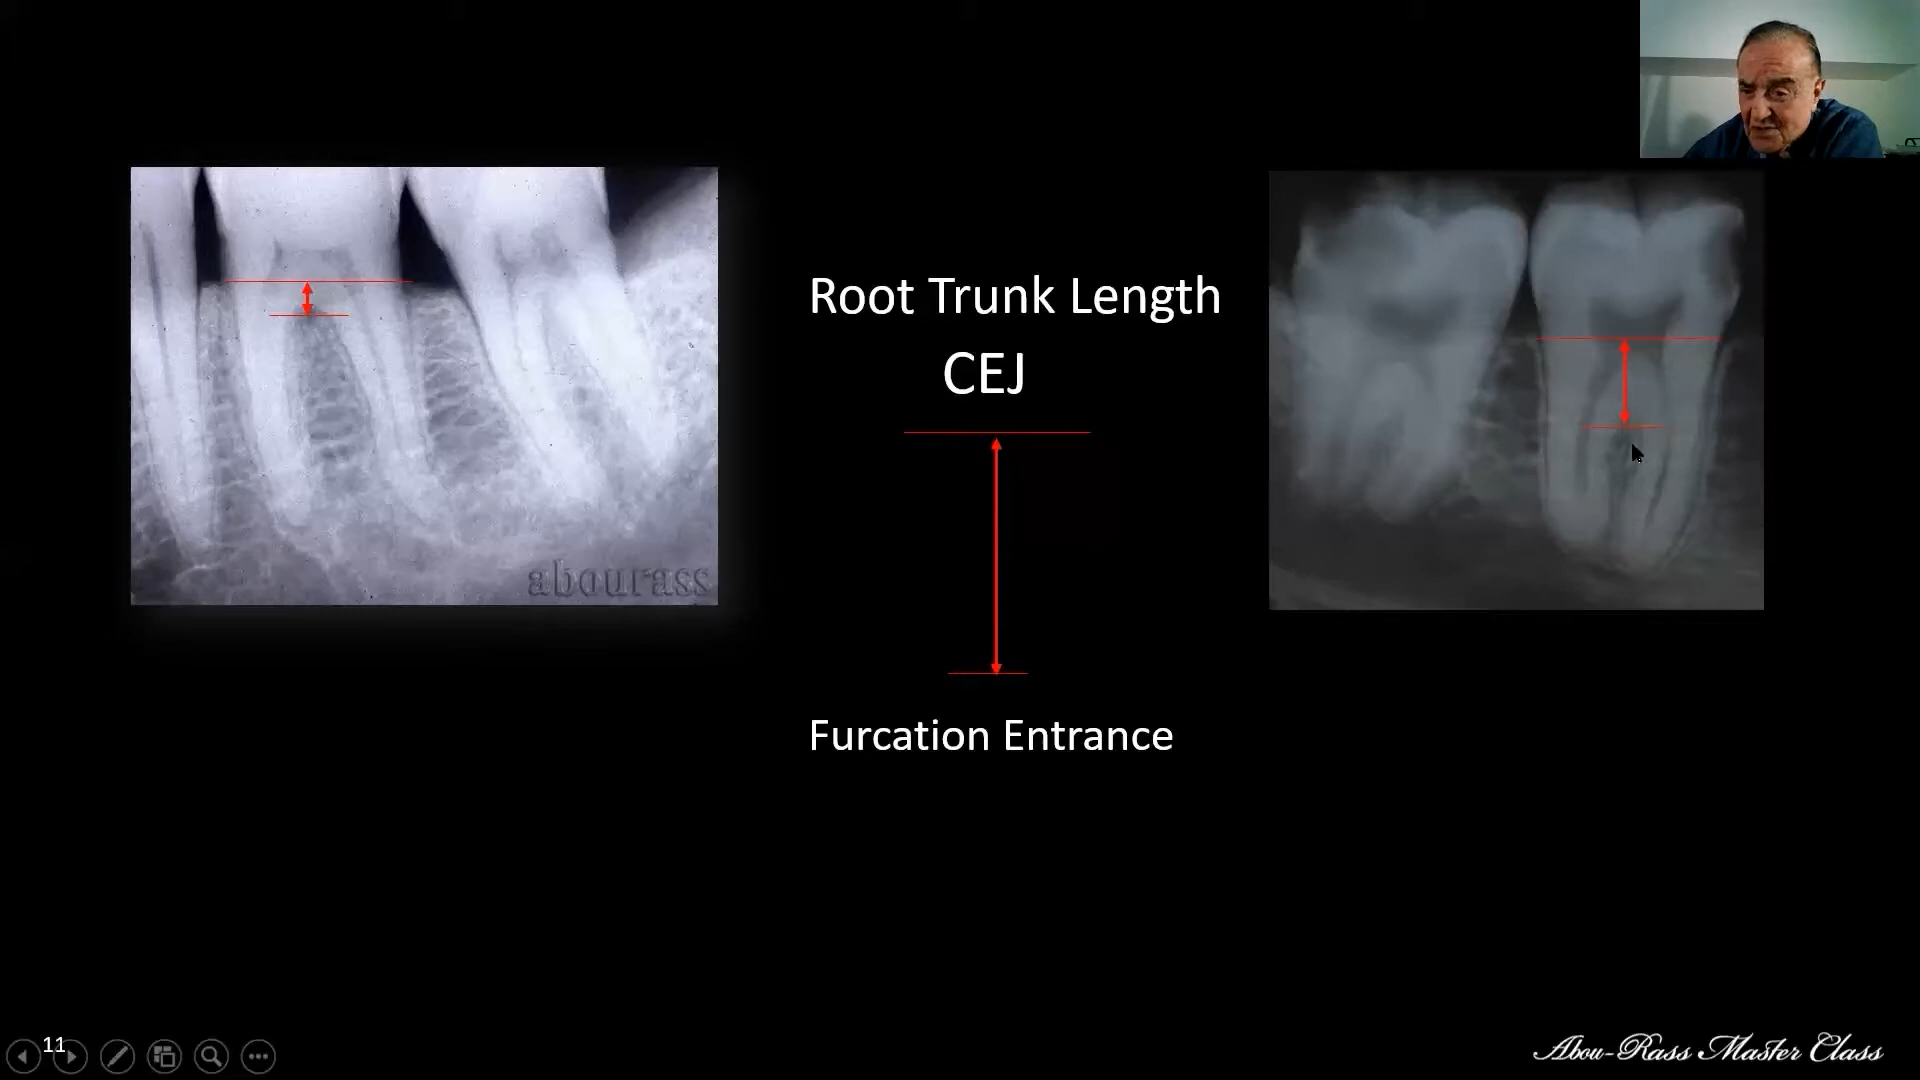 Root Trunk Length
CEJ
abourass
Furcation Entrance
11
Abou-Rass Master Class